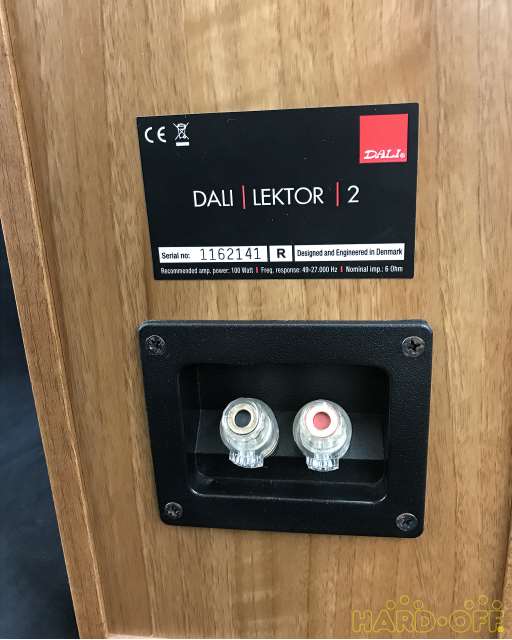 CE
DALI®
DALI | LEKTOR | 2
Serial no: 1162141 R Designed and Engineered in Denmark
Recommended amp. power: 100 Watt | Freq. response: 49-27.000 Hz | Nominal imp.: 6 Ohm
HARD·OFF